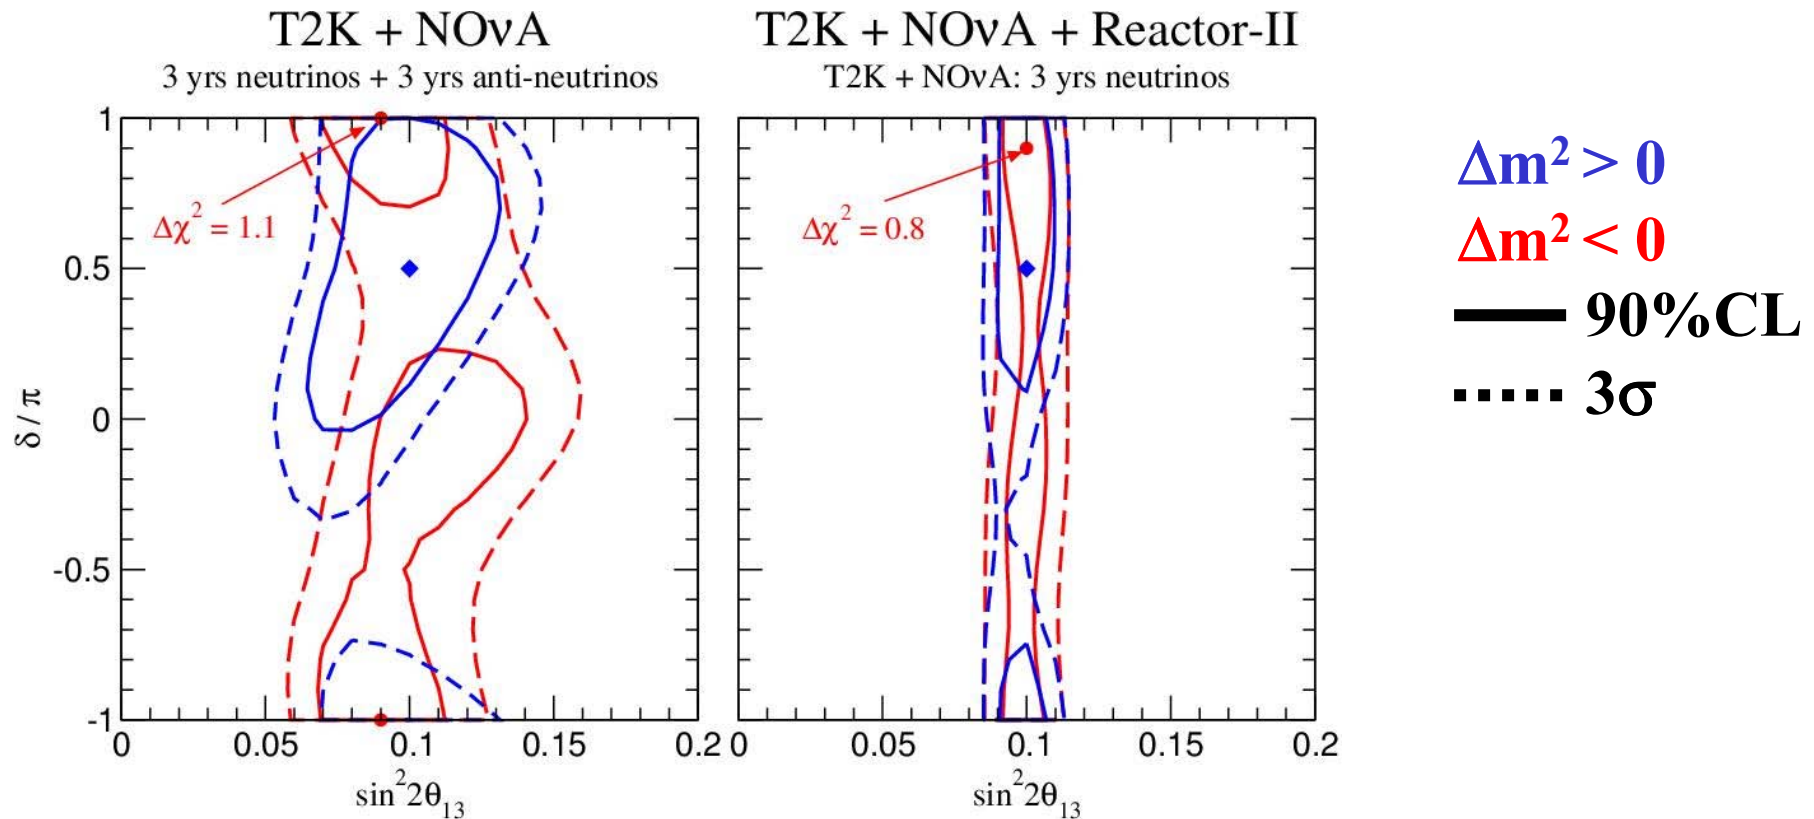 T2K + NOνA
3 yrs neutrinos + 3 yrs anti-neutrinos
T2K + NOνA + Reactor-II
T2K + NOνA: 3 yrs neutrinos
1
0.5
0
-0.5
-1
δ / π
Δχ² = 1.1
Δχ² = 0.8
0 0.05 0.1 0.15 0.2
0 0.05 0.1 0.15 0.2
sin²2θ₁₃
sin²2θ₁₃
Δm² > 0
Δm² < 0
90%CL
3σ